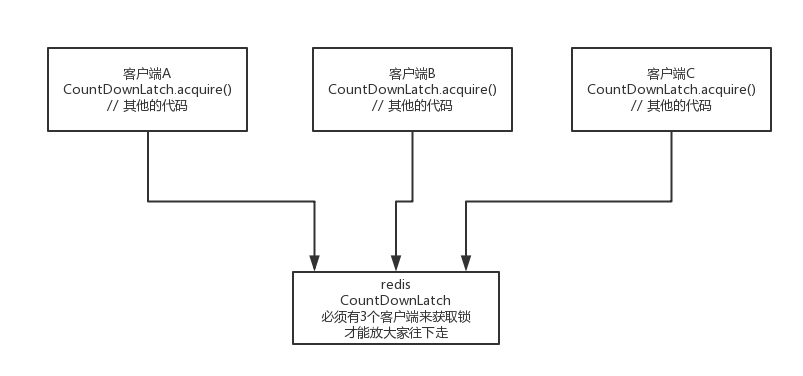 客户端A
CountDownLatch.acquire()
// 其他的代码
客户端B
CountDownLatch.acquire()
// 其他的代码
客户端C
CountDownLatch.acquire()
// 其他的代码
redis
CountDownLatch
必须有3个客户端来获取锁
才能放大家往下走